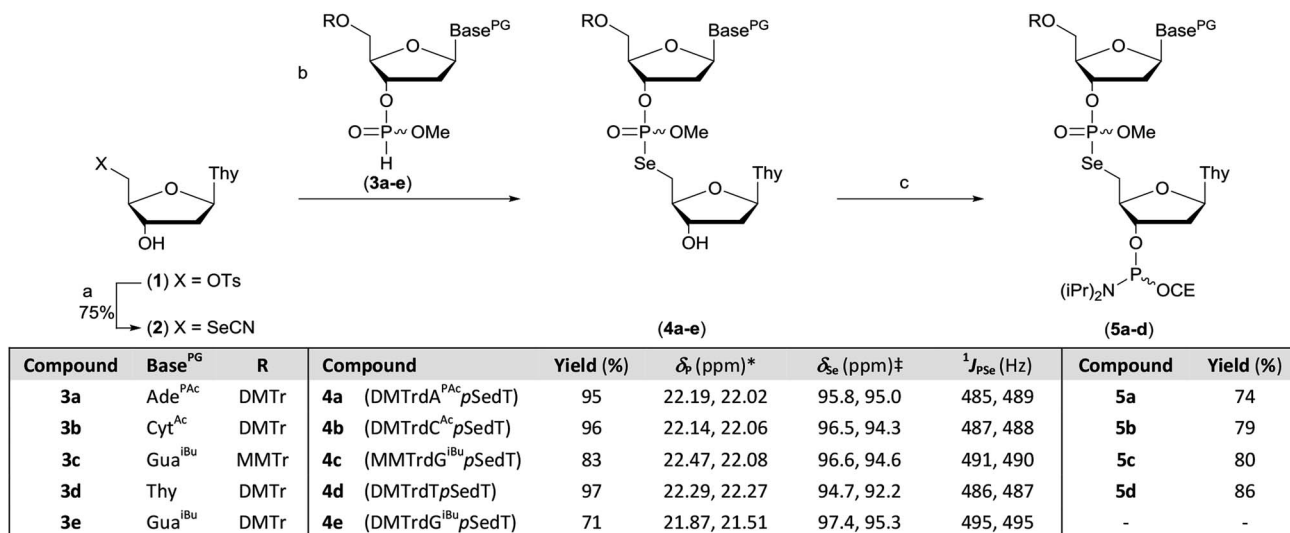 RO
Base^PG
O
b
O
O=P~OMe
H
(3a-e)
X
Thy
O
OH
a
75%
(1) X = OTs
(2) X = SeCN
RO
Base^PG
O
O
O=P~OMe
Se
Thy
O
OH
(4a-e)
c
RO
Base^PG
O
O
O=P~OMe
Se
Thy
O
O
(iPr)₂N P~OCE
(5a-d)
Compound Base^PG R Compound Yield (%) δP (ppm)* δSe (ppm)‡ ¹JPSe (Hz) Compound Yield (%)
3a Ade^PAc DMTr 4a (DMTrdA^PAc pSedT) 95 22.19, 22.02 95.8, 95.0 485, 489 5a 74
3b Cyt^Ac DMTr 4b (DMTrdC^Ac pSedT) 96 22.14, 22.06 96.5, 94.3 487, 488 5b 79
3c Gua^iBu MMTr 4c (MMTrdG^iBu pSedT) 83 22.47, 22.08 96.6, 94.6 491, 490 5c 80
3d Thy DMTr 4d (DMTrdTpSedT) 97 22.29, 22.27 94.7, 92.2 486, 487 5d 86
3e Gua^iBu DMTr 4e (DMTrdG^iBu pSedT) 71 21.87, 21.51 97.4, 95.3 495, 495 - -